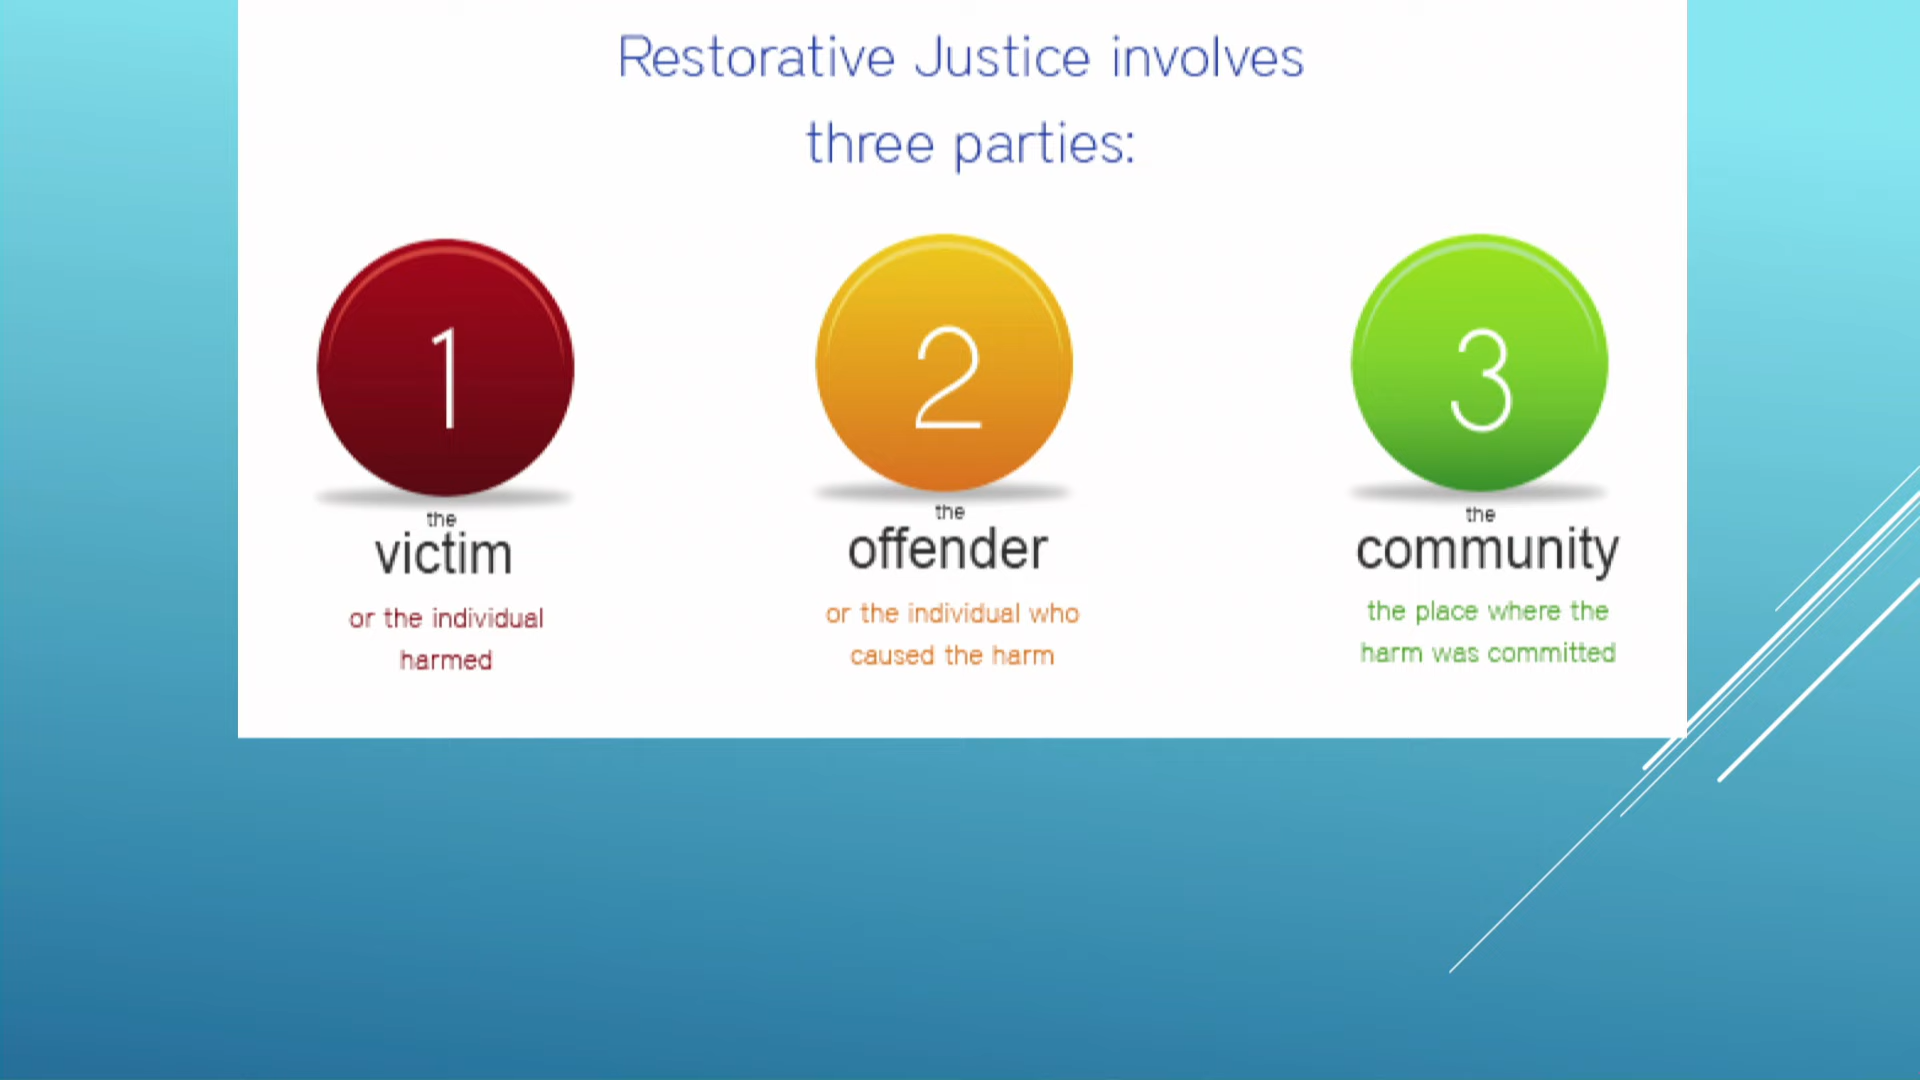 Restorative Justice involves
three parties:
1
2
3
the
victim
or the individual
harmed
the
offender
or the individual who
caused the harm
the
community
the place where the
harm was committed